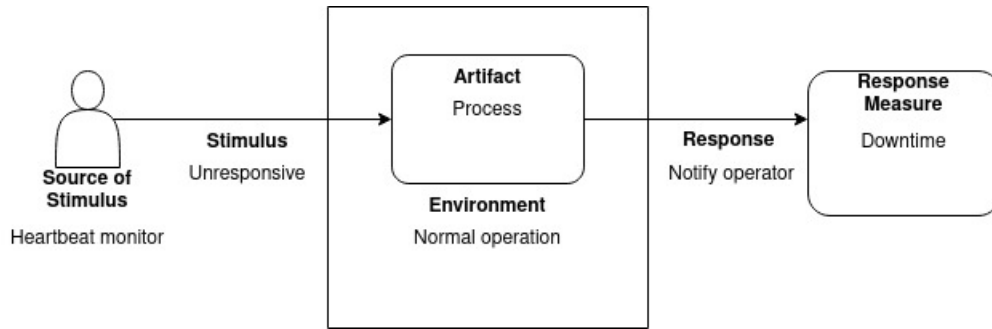 Source of
Stimulus
Heartbeat monitor
Stimulus
Unresponsive
Artifact
Process
Environment
Normal operation
Response
Notify operator
Response
Measure
Downtime